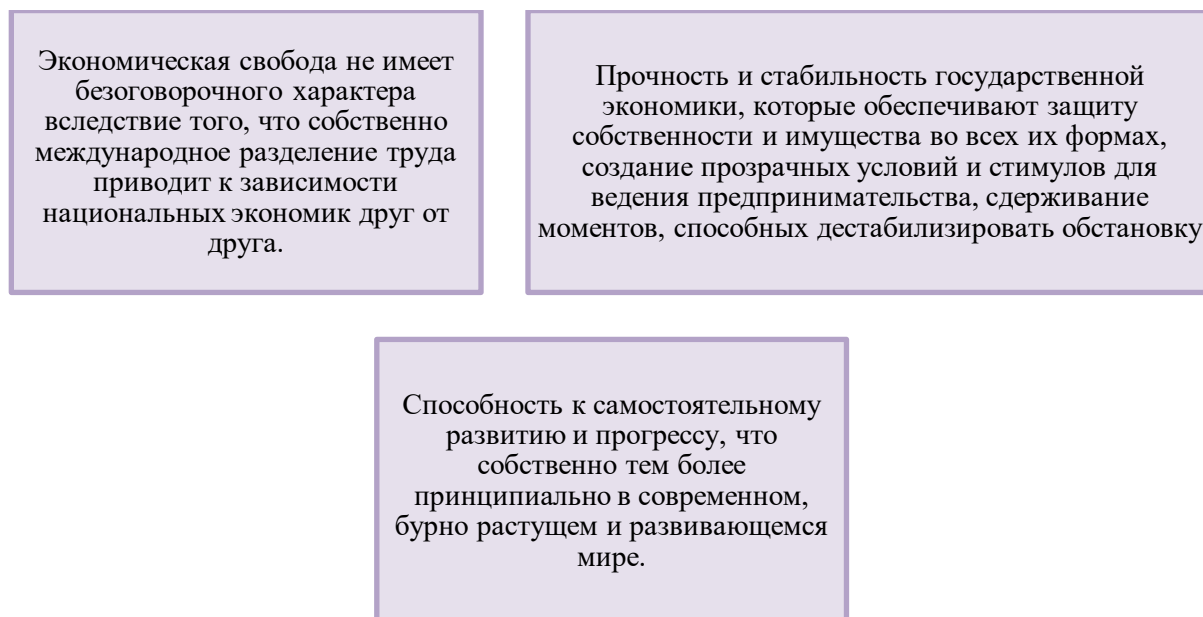 Экономическая свобода не имеет
безоговорочного характера
вследствие того, что собственно
международное разделение труда
приводит к зависимости
национальных экономик друг от
друга.
Прочность и стабильность государственной
экономики, которые обеспечивают защиту
собственности и имущества во всех их формах,
создание прозрачных условий и стимулов для
ведения предпринимательства, сдерживание
моментов, способных дестабилизировать обстановку
Способность к самостоятельному
развитию и прогрессу, что
собственно тем более
принципиально в современном,
бурно растущем и развивающемся
мире.